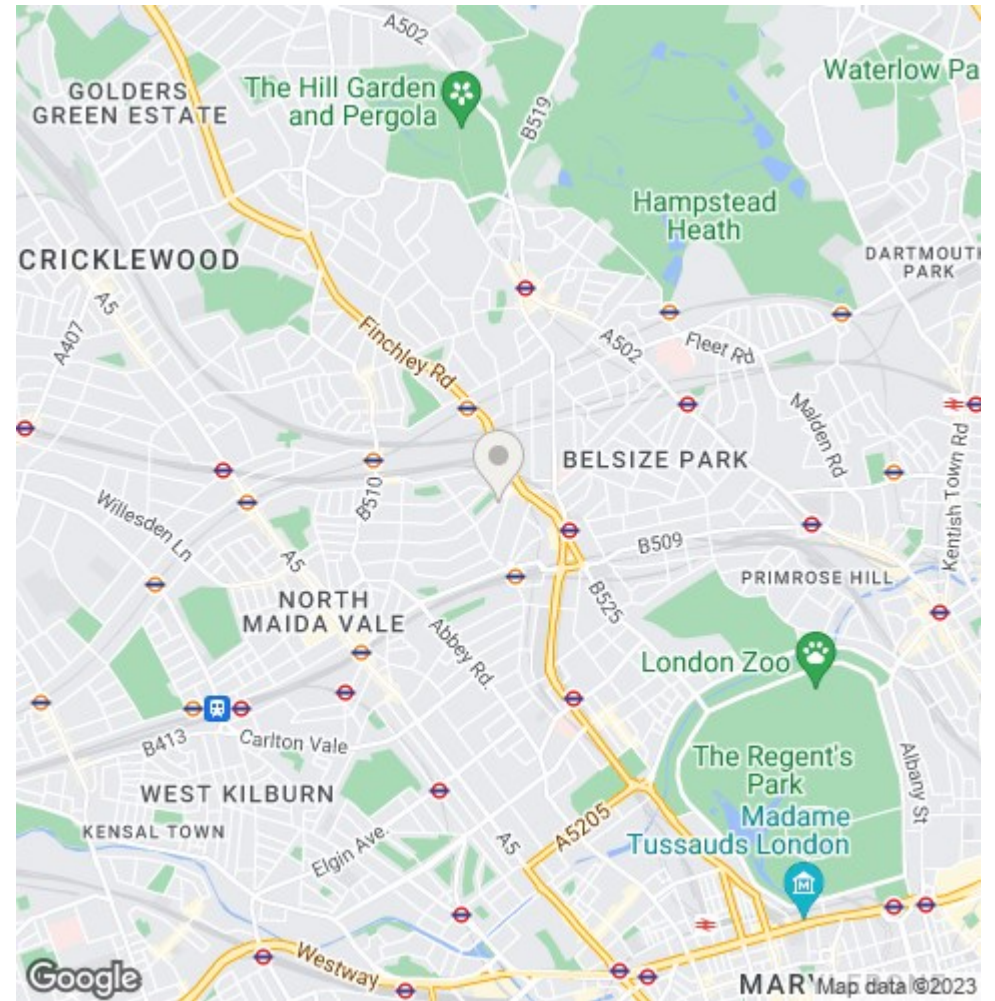 A502
Waterlow Pa
GOLDERS
GREEN ESTATE
The Hill Garden
and Pergola
B519
Hampstead
Heath
DARTMOUTH
PARK
CRICKLEWOOD
A5
A407
Finchley Rd
A502
Fleet Rd
Malden Rd
Kentish Town Rd
BELSIZE PARK
B510
Willesden Ln
A5
B509
PRIMROSE HILL
B525
NORTH
MAIDA VALE
Abbey Rd.
London Zoo
B413
Carlton Vale
The Regent's
Park
Albany St
WEST KILBURN
KENSAL TOWN
Elgin Ave.
A5
A5205
Madame
Tussauds London
Westway
Google
Map data ©2023